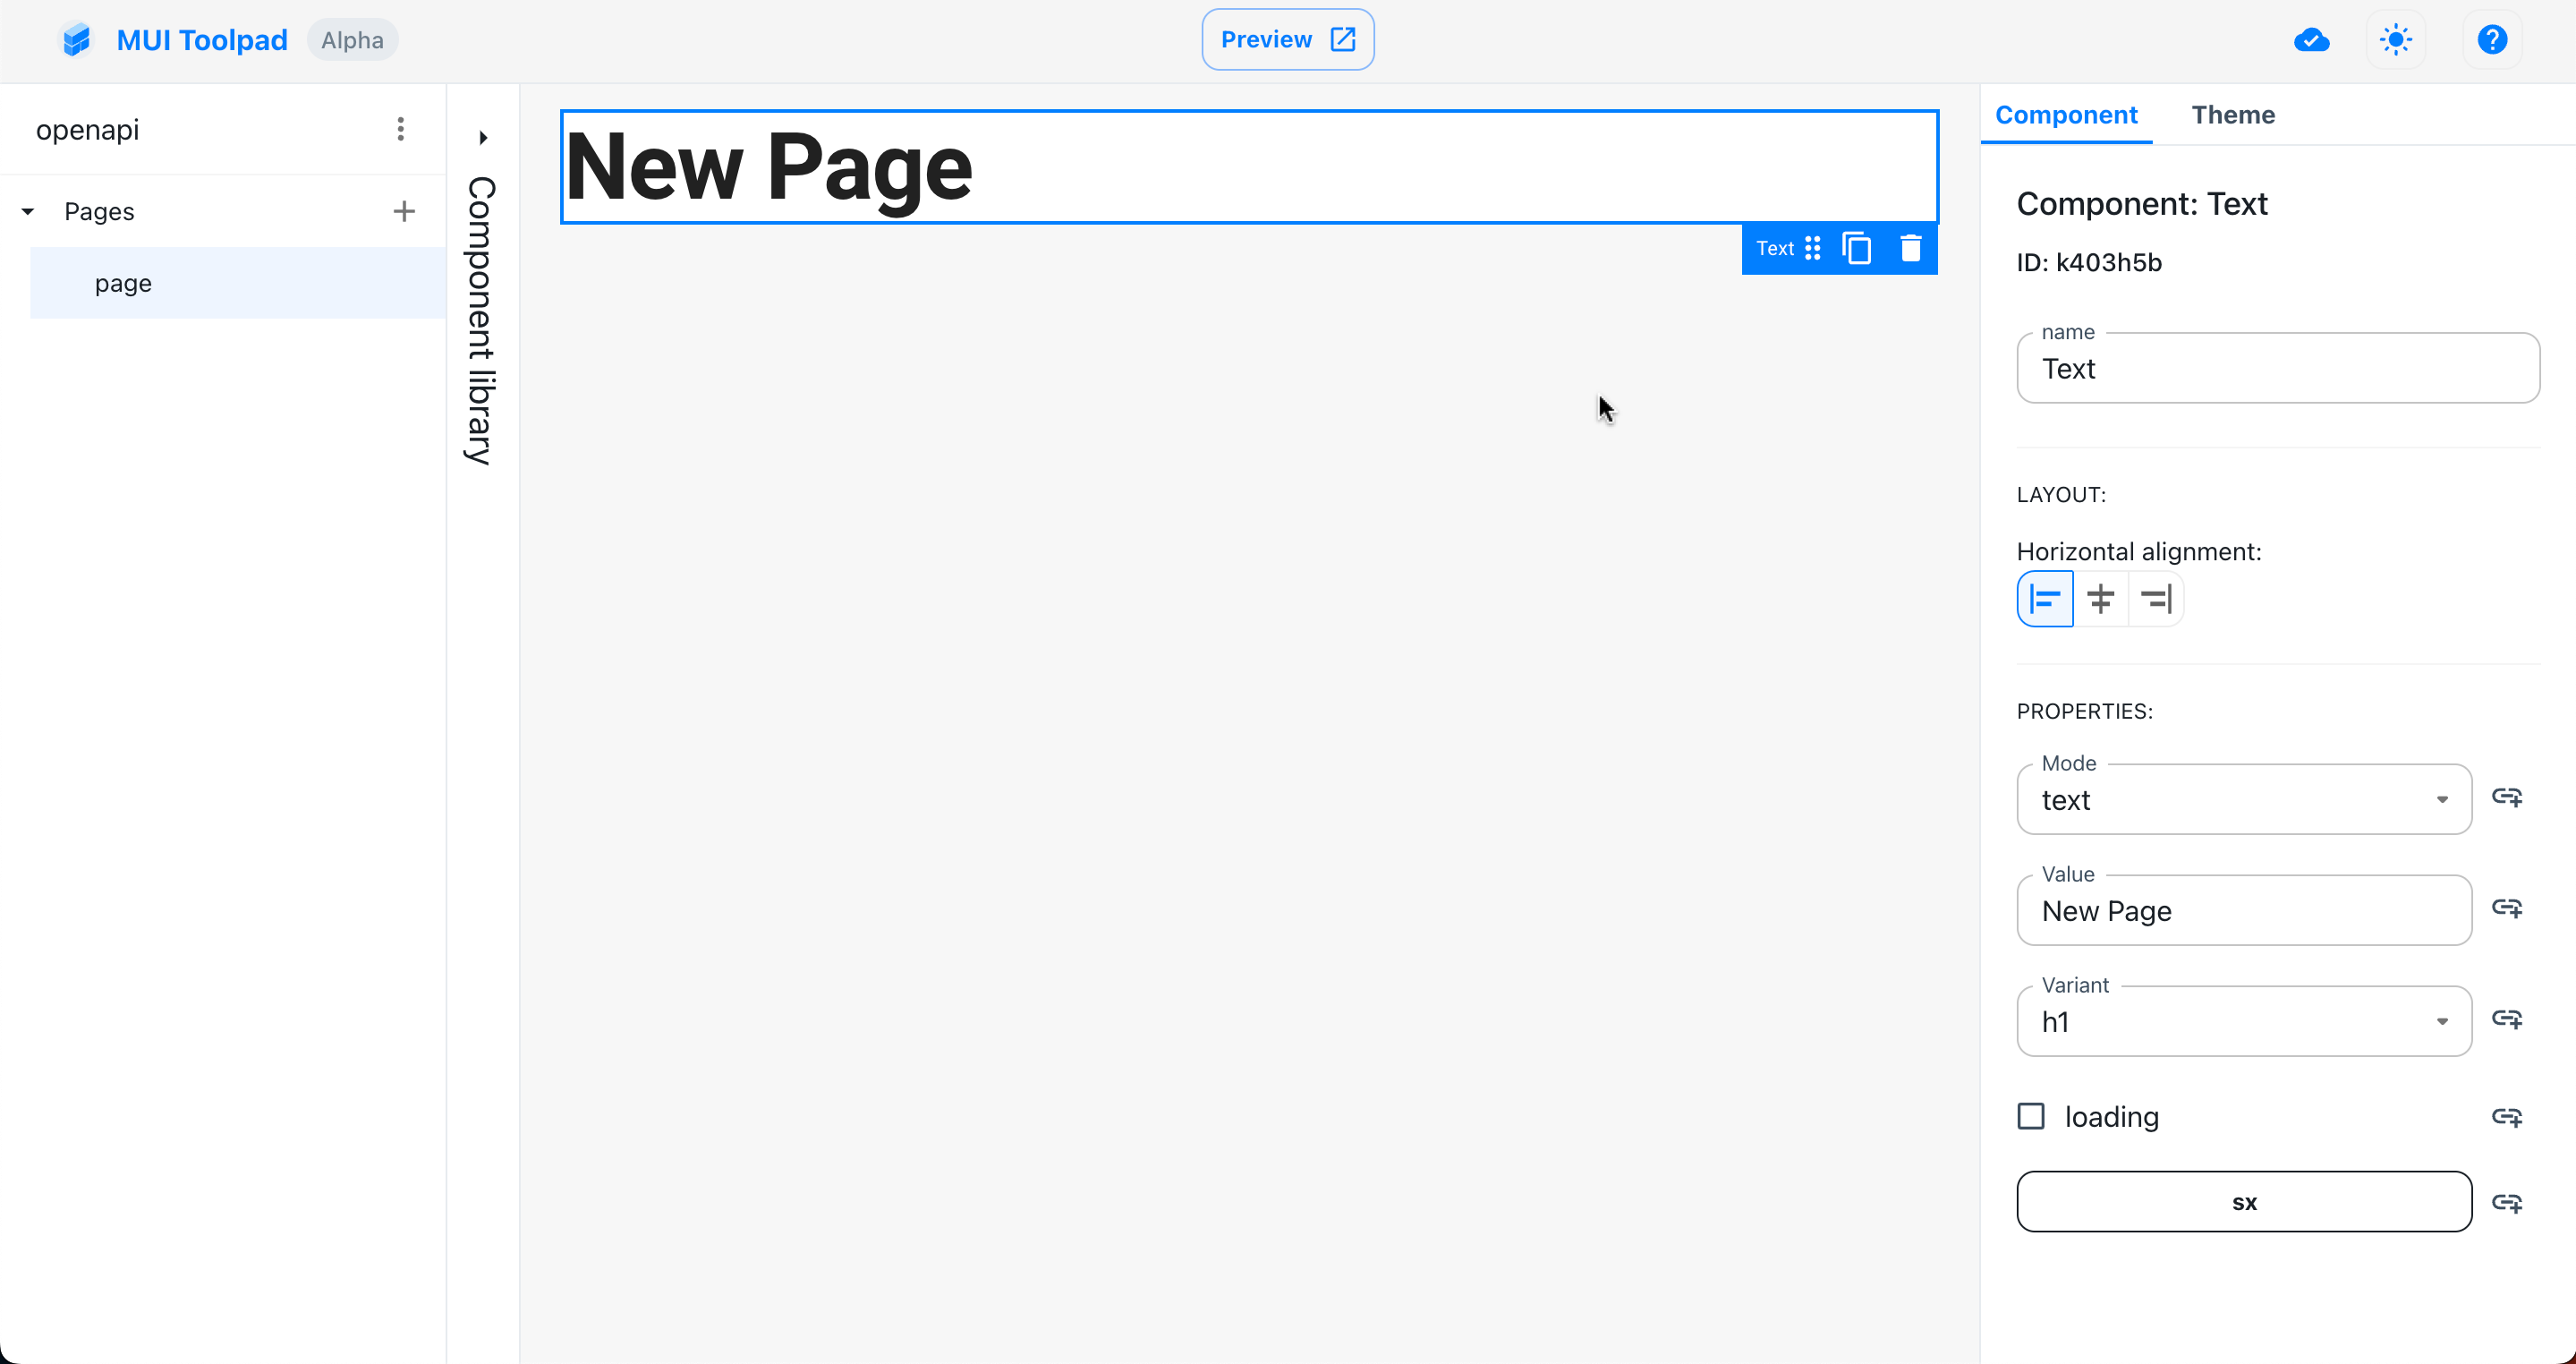 MUI Toolpad
Alpha
Preview
openapi
Pages
page
Component library
New Page
Text
Component
Theme
Component: Text
ID: k403h5b
name
Text
LAYOUT:
Horizontal alignment:
PROPERTIES:
Mode
text
Value
New Page
Variant
h1
loading
sx